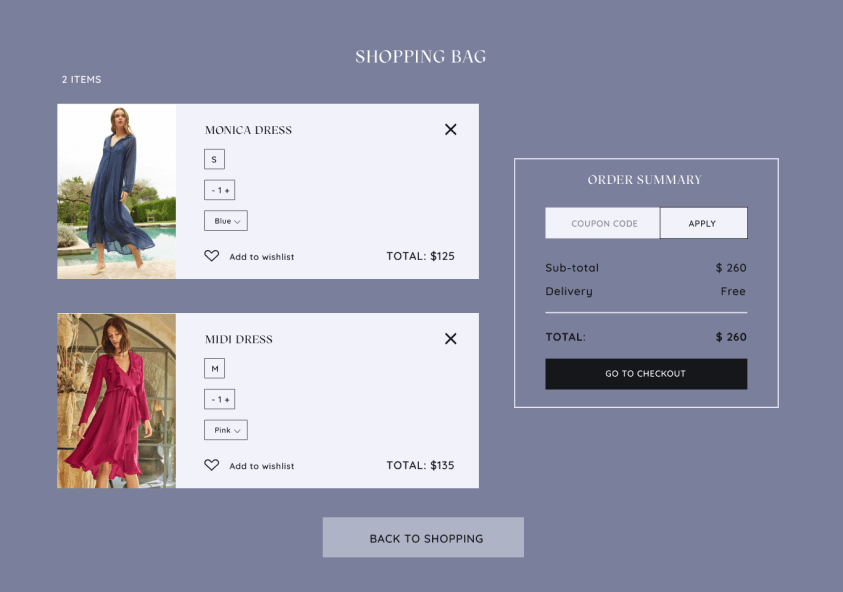 SHOPPING BAG
2 ITEMS
MONICA DRESS
S
- 1 +
Blue
Add to wishlist
TOTAL: $125
MIDI DRESS
M
- 1 +
Pink
Add to wishlist
TOTAL: $135
ORDER SUMMARY
COUPON CODE
APPLY
Sub-total $ 260
Delivery Free
TOTAL: $ 260
GO TO CHECKOUT
BACK TO SHOPPING